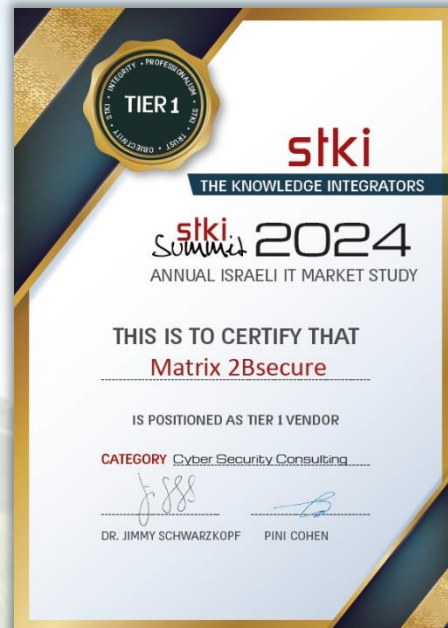 STKI • INTEGRITY • PROFESSIONALISM • STKI • TRUST • OBJECTIVITY •
TIER 1
stki
THE KNOWLEDGE INTEGRATORS
stki
Summit 2024
ANNUAL ISRAELI IT MARKET STUDY
THIS IS TO CERTIFY THAT
Matrix 2Bsecure
IS POSITIONED AS TIER 1 VENDOR
CATEGORY Cyber Security Consulting
DR. JIMMY SCHWARZKOPF PINI COHEN